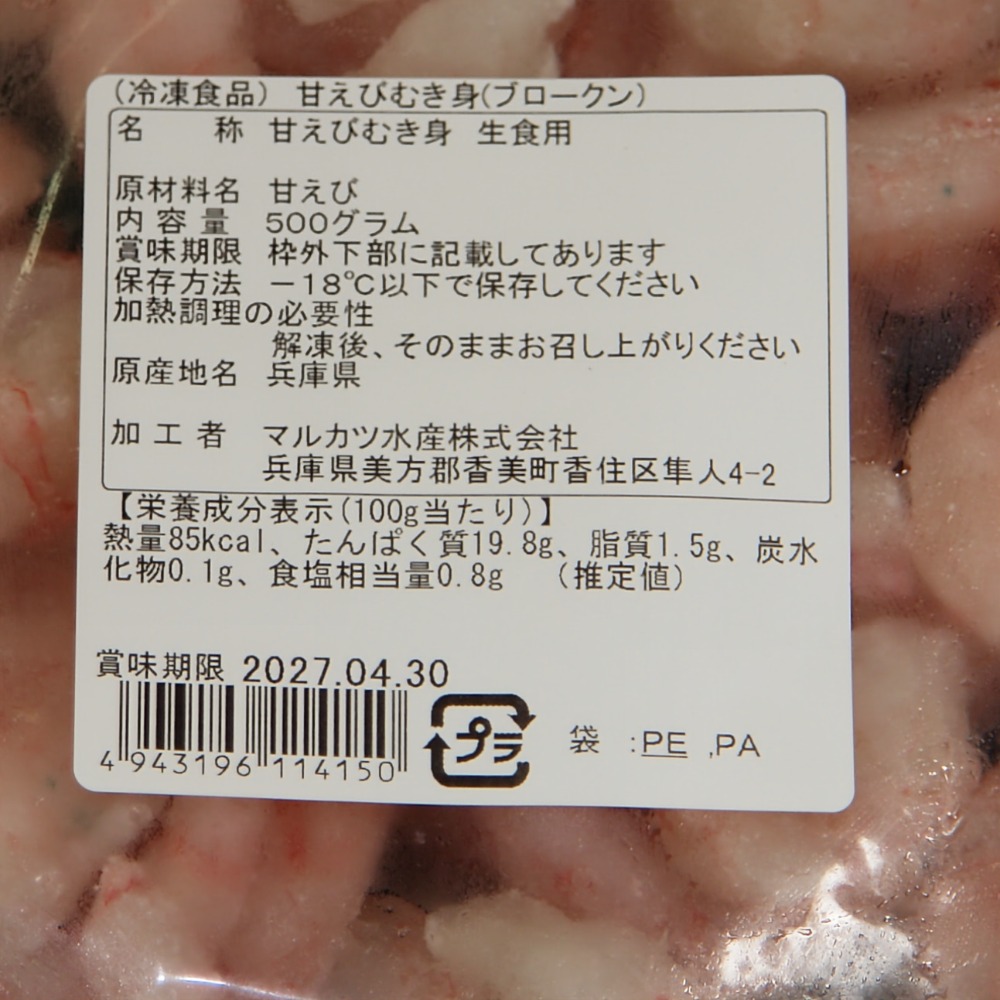 (冷凍食品) 甘えびむき身(ブロークン)
名　称 甘えびむき身 生食用
原材料名 甘えび
内容量 500グラム
賞味期限 枠外下部に記載してあります
保存方法 －18℃以下で保存してください
加熱調理の必要性
解凍後、そのままお召し上がりください
原産地名 兵庫県
加工者 マルカツ水産株式会社
兵庫県美方郡香美町香住区隼人4-2
【栄養成分表示(100g当たり)】
熱量85kcal、たんぱく質19.8g、脂質1.5g、炭水
化物0.1g、食塩相当量0.8g (推定値)
賞味期限 2027.04.30
4 943196 114150
プラ 袋 :PE ,PA